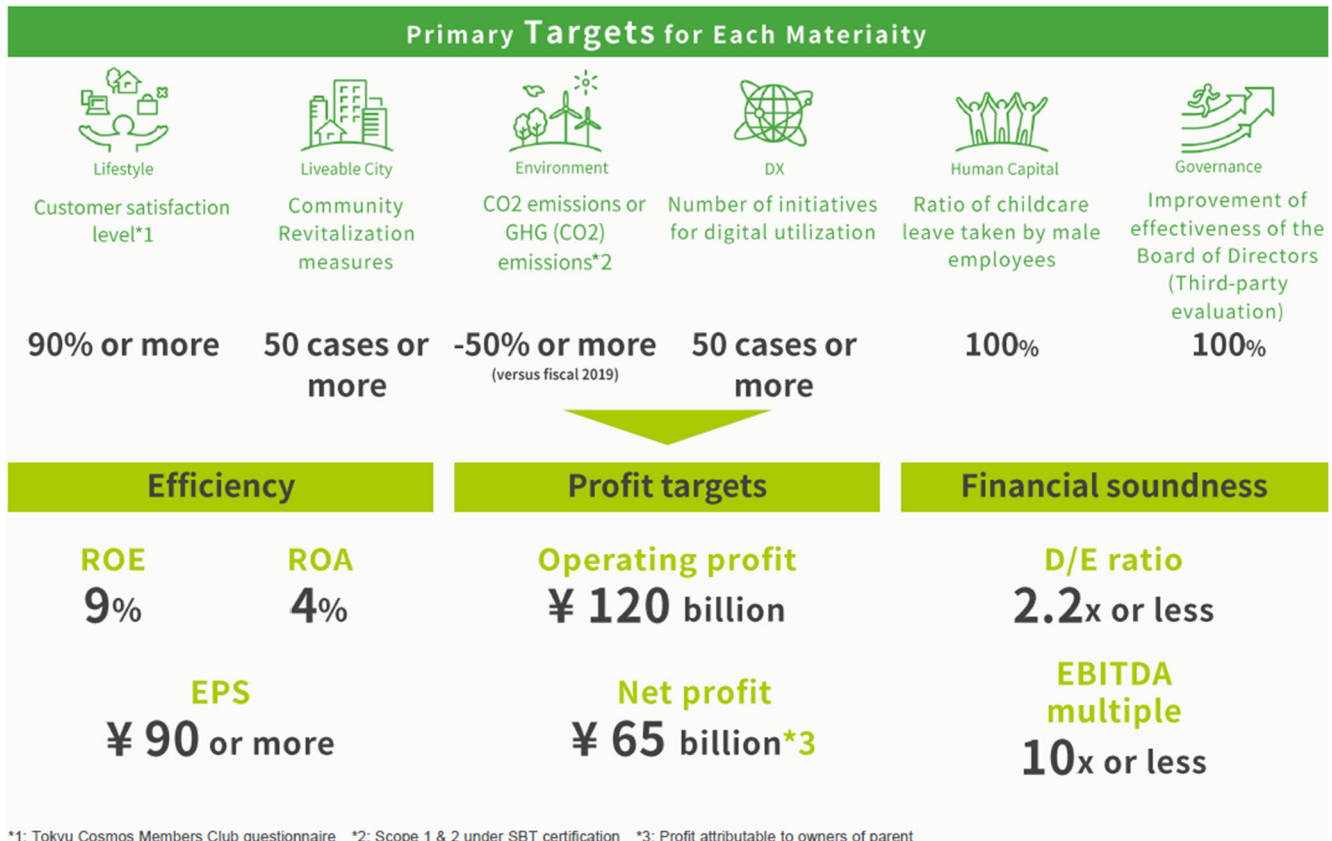 Primary Targets for Each Materiaity
Lifestyle
Customer satisfaction
level*1
90% or more
Liveable City
Community
Revitalization
measures
50 cases or
more
Environment
CO2 emissions or
GHG (CO2)
emissions*2
-50% or more
(versus fiscal 2019)
DX
Number of initiatives
for digital utilization
50 cases or
more
Human Capital
Ratio of childcare
leave taken by male
employees
100%
Governance
Improvement of
effectiveness of the
Board of Directors
(Third-party
evaluation)
100%
Efficiency
ROE
9%
ROA
4%
EPS
¥ 90 or more
Profit targets
Operating profit
¥ 120 billion
Net profit
¥ 65 billion*3
Financial soundness
D/E ratio
2.2x or less
EBITDA
multiple
10x or less
*1: Tokyu Cosmos Members Club questionnaire *2: Scope 1 & 2 under SBT certification *3: Profit attributable to owners of parent